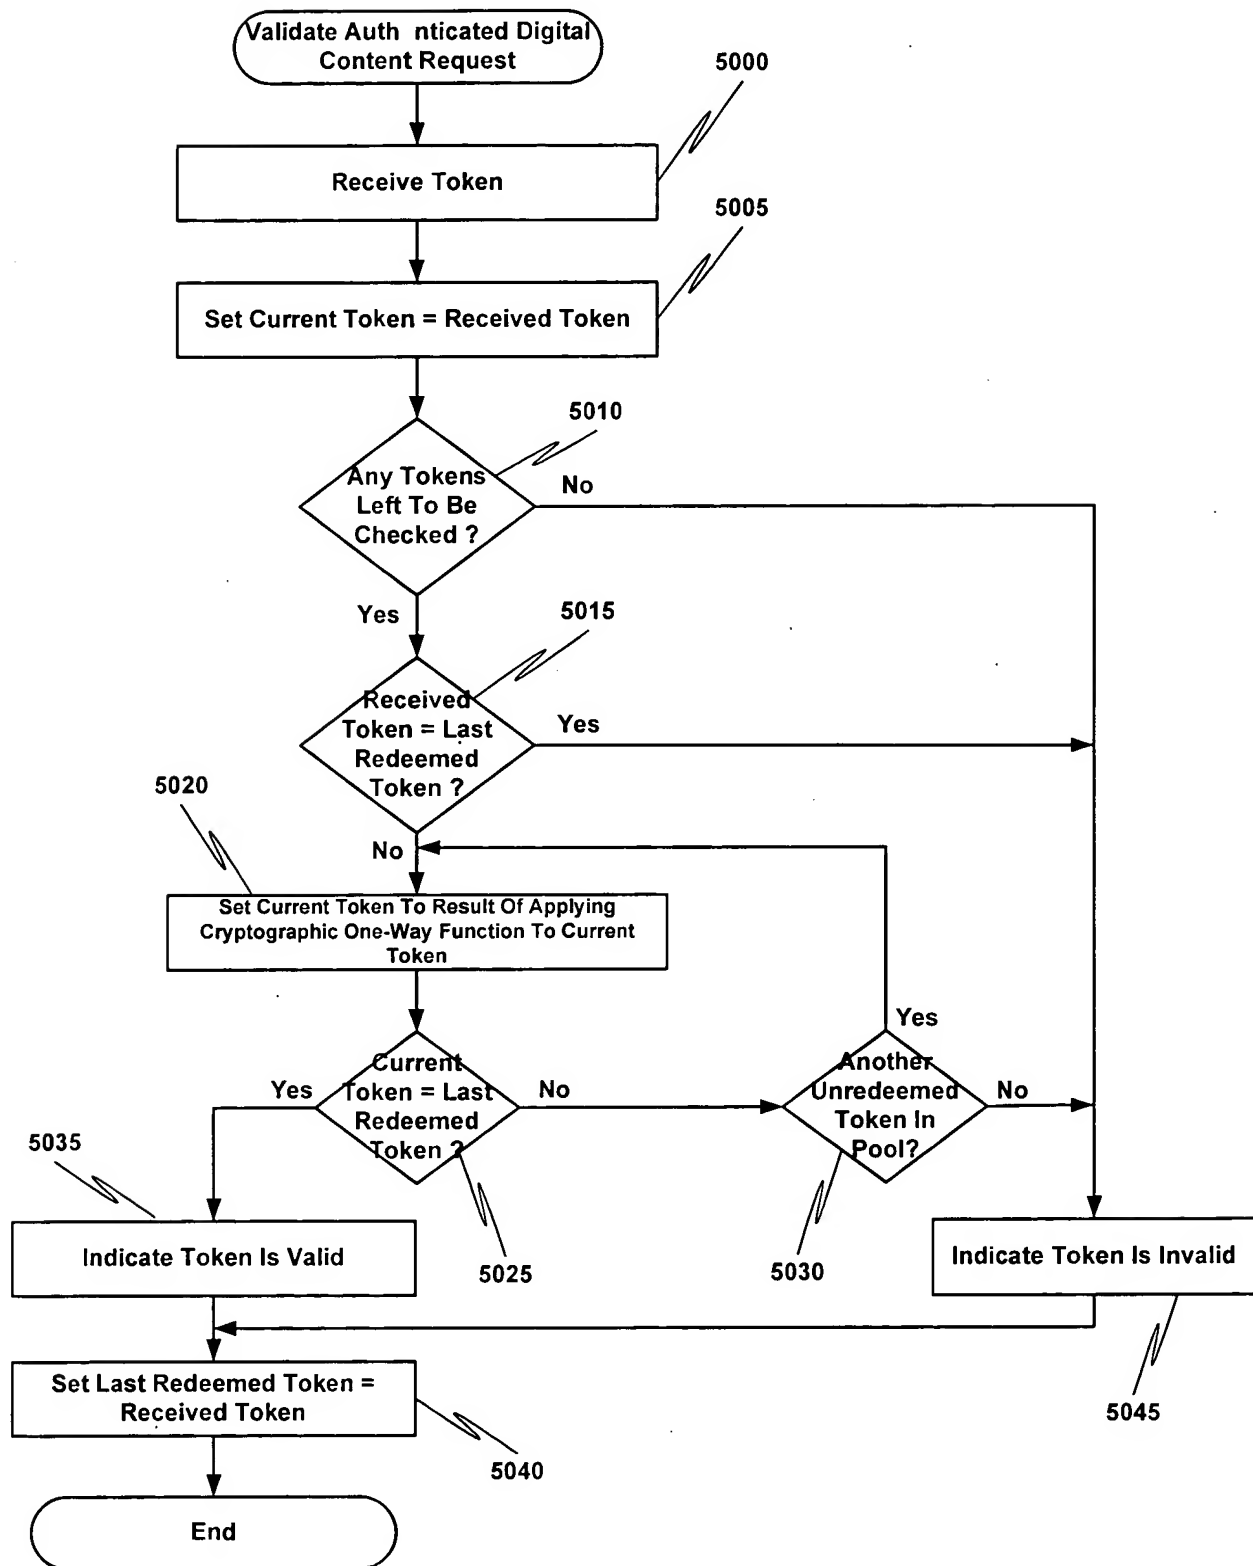 Validate Auth nticated Digital
Content Request
5000
Receive Token
5005
Set Current Token = Received Token
5010
Any Tokens
Left To Be
Checked ?
No
Yes
5015
Received
Token = Last
Redeemed
Token ?
Yes
5020
No
Set Current Token To Result Of Applying
Cryptographic One-Way Function To Current
Token
Yes
Current
Token = Last
Redeemed
Token ?
Yes
No
Another
Unredeemed
Token In
Pool?
No
5035
5025
5030
Indicate Token Is Valid
Indicate Token Is Invalid
Set Last Redeemed Token =
Received Token
5045
5040
End